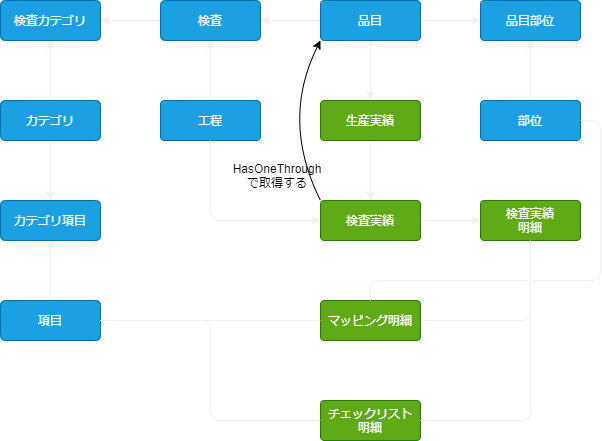 検査カテゴリ
検査
品目
品目部位
カテゴリ
工程
生産実績
部位
HasOneThrough
で取得する
カテゴリ項目
検査実績
検査実績
明細
項目
マッピング明細
チェックリスト
明細